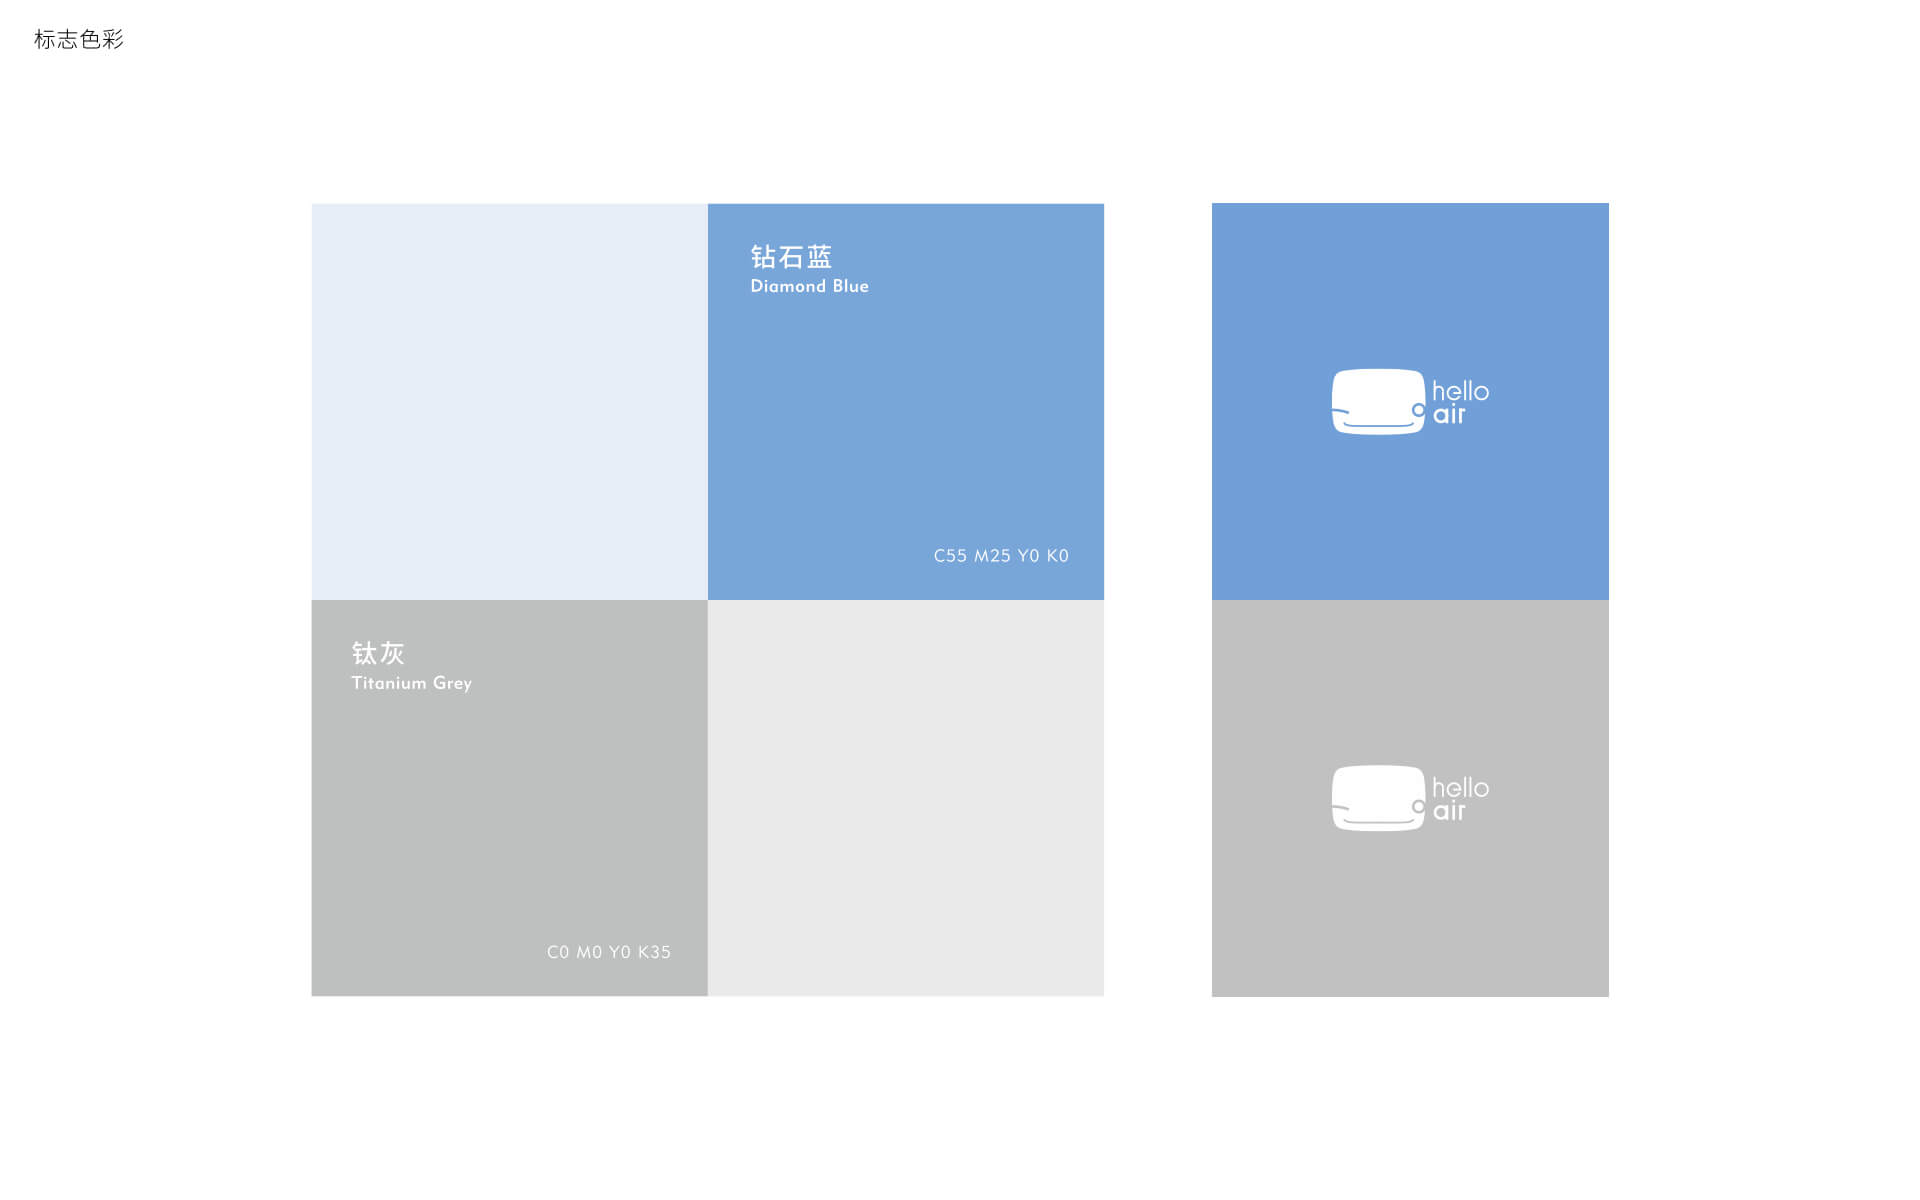 标志色彩
钻石蓝
Diamond Blue
C55 M25 Y0 K0
钛灰
Titanium Grey
C0 M0 Y0 K35
hello
air
hello
air